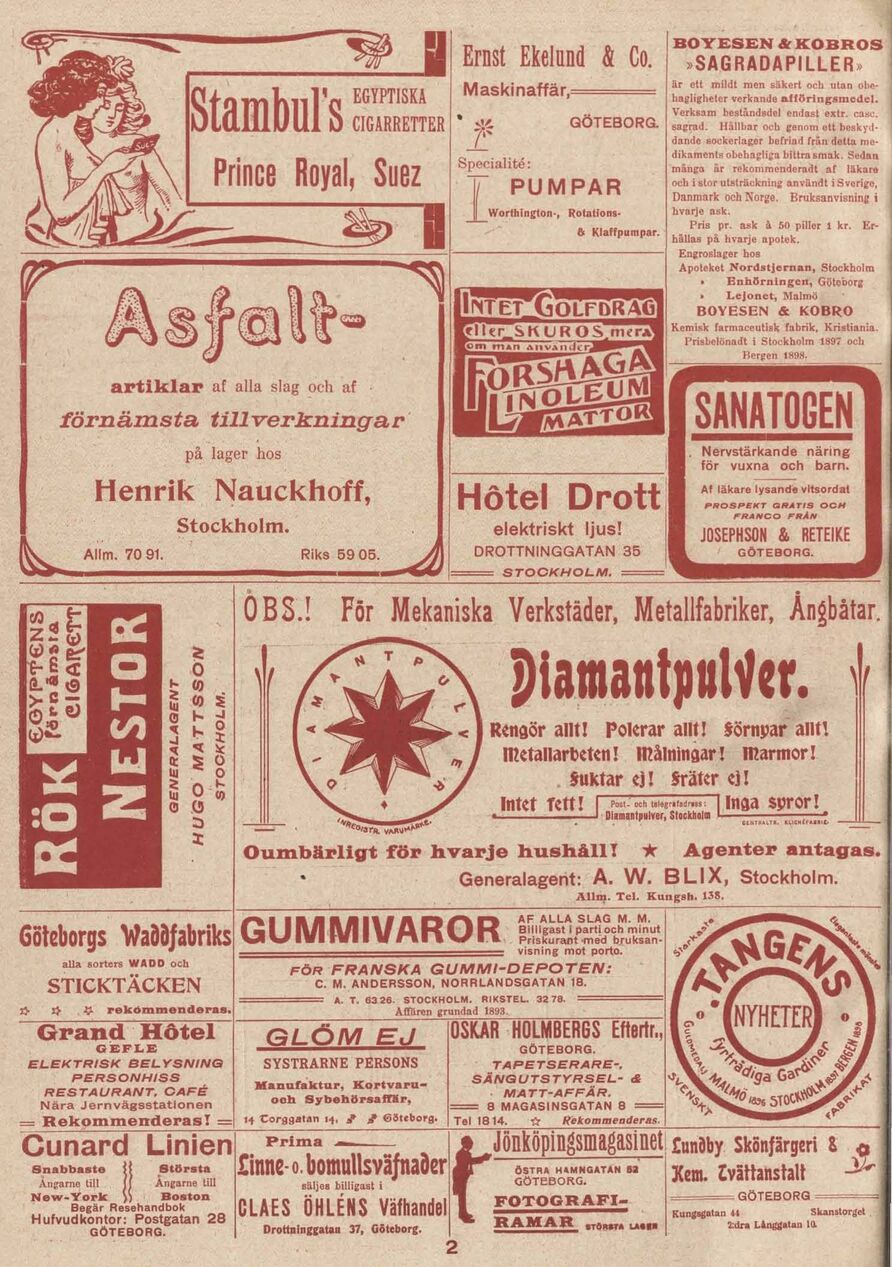 Stambul's EGYPTISKA
CIGARRETTER
Prince Royal, Suez
SUEZ
Ernst Ekelund & Co.
Maskinaffär,
GÖTEBORG.
Specialité:
PUMPAR
Worthington-, Rotations-
& Klaffpumpar.
BOYESEN & KOBROS
»SAGRADAPILLER»
är ett mildt men säkert och utan obe-
hagligheter verkande afföringsmedel.
Verksam beståndsdel endast extr. casc.
sagrad. Hållbar och genom ett beskyd-
dande sockerlager befriad från detta me-
dikaments obehagliga bittra smak. Sedan
många år rekommenderadt af läkare
och i stor utsträckning användt i Sverige,
Danmark och Norge. Bruksanvisning i
hvarje ask.
Pris pr. ask à 50 piller 1 kr. Er-
hållas på hvarje apotek.
Engroslager hos
Apoteket Nordstjernan, Stockholm
» Enhörningen, Göteborg
» Lejonet, Malmö
BOYESEN & KOBRO
Kemisk farmaceutisk fabrik, Kristiania.
Prisbelönadt i Stockholm 1897 och
Bergen 1898.
Asfalt-
artiklar af alla slag och af
förnämsta tillverkningar
på lager hos
Henrik Nauckhoff,
Stockholm.
Allm. 70 91. Riks 59 05.
INTET GOLFDRAG
eller SKUROS mera
om man använder
FORSHAGA
LINOLEUM
MATTOR
Hôtel Drott
elektriskt ljus!
DROTTNINGGATAN 35
STOCKHOLM.
SANATOGEN
Nervstärkande näring
för vuxna och barn.
Af läkare lysande vitsordat
PROSPEKT GRATIS OCH
FRANCO FRÅN
JOSEPHSON & RETEIKE
GÖTEBORG.
RÖK
EGYPTENS
förnämsta
CIGARETT
NESTOR
GENERALAGENT
HUGO MATTSSON
STOCKHOLM.
OBS.! För Mekaniska Verkstäder, Metallfabriker, Ångbåtar.
DIAMANTPULVER
INREGISTR. VARUMÄRKE.
Diamantpulver.
Rengör allt! Polerar allt! Förnyar allt!
Metallarbeten! Målningar! Marmor!
Fuktar ej! Fräter ej!
Intet fett! Post- och telegrafadress: Diamantpulver, Stockholm Inga syror!
CENTRALTR. KLICHÉFABRIK.
Oumbärligt för hvarje hushåll! ★ Agenter antagas.
Generalagent: A. W. BLIX, Stockholm.
Allm. Tel. Kungsh. 138.
Göteborgs Waddfabriks
alla sorters WADD och
STICKTÄCKEN
rekommenderas.
GUMMIVAROR
AF ALLA SLAG M. M.
Billigast i parti och minut
Priskurant med bruksan-
visning mot porto.
FÖR FRANSKA GUMMI-DEPOTEN:
C. M. ANDERSSON, NORRLANDSGATAN 18.
A. T. 63 26. STOCKHOLM. RIKSTEL. 32 78.
Affären grundad 1893.
Starkaste Elegantaste
TANGENS
NYHETER
fyrtrådiga Gardiner
GULDMEDALJ MALMÖ 1896 STOCKHOLM 1897 BERGEN 1898
SVENSKT FABRIKAT
Grand Hôtel
GEFLE
ELEKTRISK BELYSNING
PERSONHISS
RESTAURANT, CAFÉ
Nära Jernvägsstationen
Rekommenderas!
GLÖM EJ
SYSTRARNE PERSONS
Manufaktur, Kortvaru-
och Sybehörsaffär,
14 Torggatan 14, Göteborg.
OSKAR HOLMBERGS Eftertr.,
GÖTEBORG.
TAPETSERARE-,
SÄNGUTSTYRSEL- &
MATT-AFFÄR.
8 MAGASINSGATAN 8
Tel 1814. ☆ Rekommenderas.
Cunard Linien
Snabbaste
Ångarne till
New-York
Största
Ångarne till
Boston
Begär Resehandbok
Hufvudkontor: Postgatan 28
GÖTEBORG.
Prima
Linne- o. bomullsväfnader
säljes billigast i
CLAES ÖHLÉNS Väfhandel
Drottninggatan 37, Göteborg.
Jönköpingsmagasinet
ÖSTRA HAMNGATAN 52
GÖTEBORG.
FOTOGRAFI-
RAMAR STÖRSTA LAGER
Lundby Skönfärgeri &
Kem. Tvättanstalt
GÖTEBORG
Kungsgatan 44 Skanstorget
2:dra Långgatan 10.
2